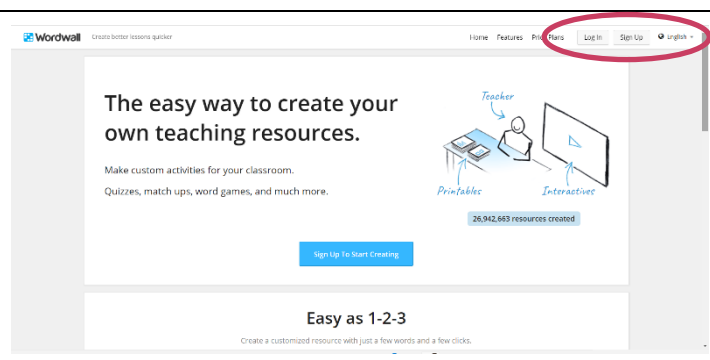 Wordwall Create better lessons quicker Home Features Price Plans Log In Sign Up English
The easy way to create your
own teaching resources.
Make custom activities for your classroom.
Quizzes, match ups, word games, and much more.
Teacher
Printables Interactives
26,942,663 resources created
Sign Up To Start Creating
Easy as 1-2-3
Create a customized resource with just a few words and a few clicks.